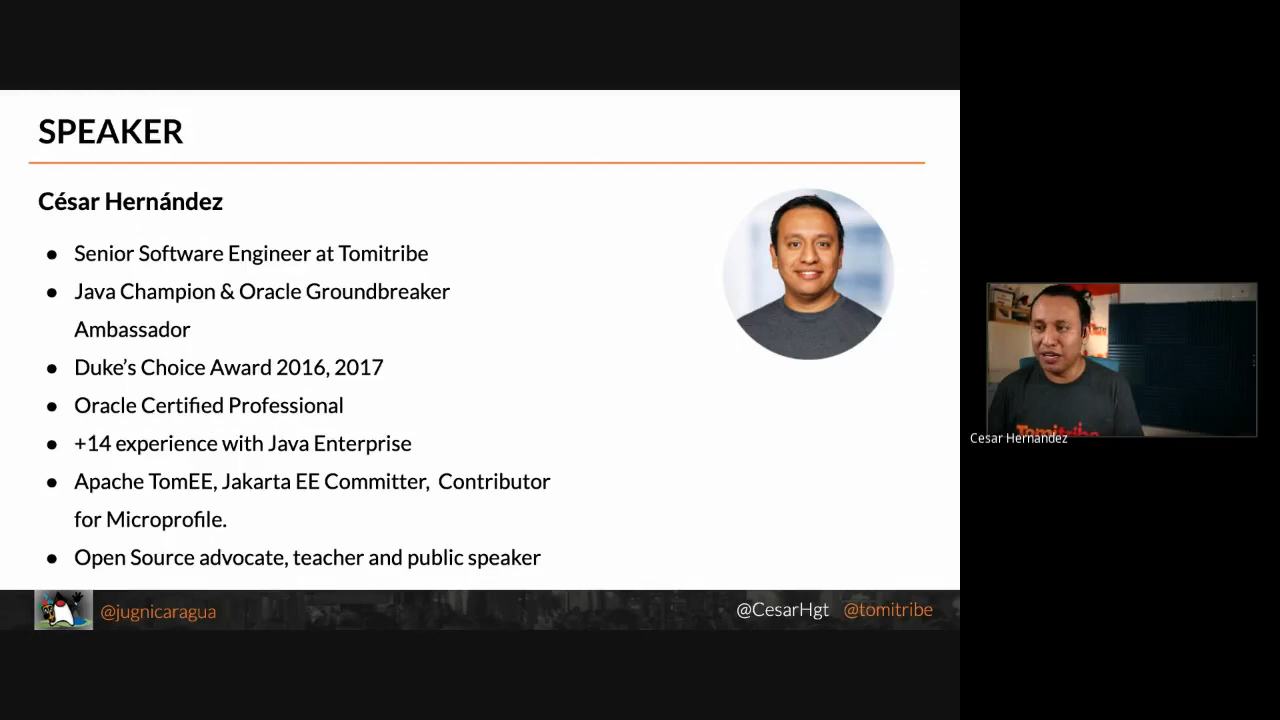 SPEAKER
César Hernández
● Senior Software Engineer at Tomitribe
● Java Champion & Oracle Groundbreaker
Ambassador
● Duke’s Choice Award 2016, 2017
● Oracle Certified Professional
● +14 experience with Java Enterprise
● Apache TomEE, Jakarta EE Committer, Contributor
for Microprofile.
● Open Source advocate, teacher and public speaker
@jugnicaragua
@CesarHgt @tomitribe
Tomitribe
Cesar Hernandez